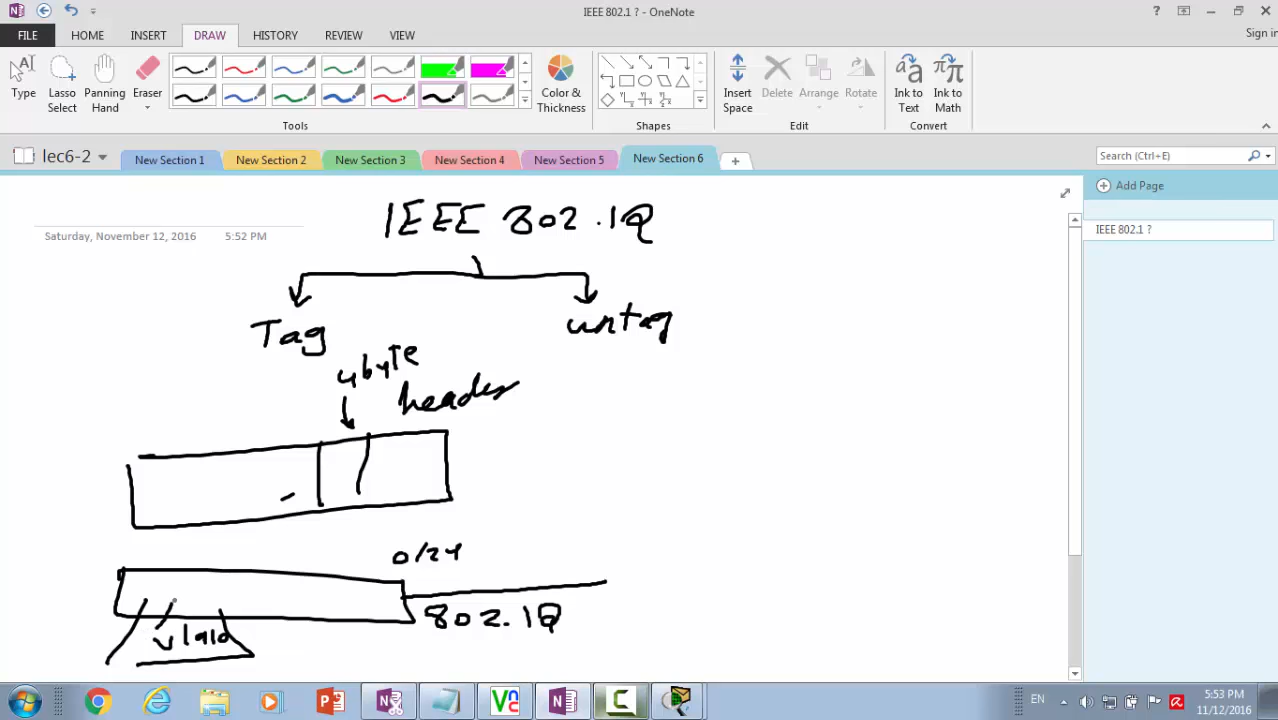 IEEE 802.1 ? - OneNote
FILE HOME INSERT DRAW HISTORY REVIEW VIEW
Sign in
Type
Lasso Select
Panning Hand
Eraser
Color & Thickness
Insert Space
Delete
Arrange
Rotate
Ink to Text
Ink to Math
Tools
Shapes
Edit
Convert
lec6-2
New Section 1
New Section 2
New Section 3
New Section 4
New Section 5
New Section 6
Search (Ctrl+E)
Add Page
IEEE 802.1 ?
Saturday, November 12, 2016 5:52 PM
IEEE 802.1Q
Tag untag
4byte
header
0/24
802.1Q
EN
5:53 PM
11/12/2016